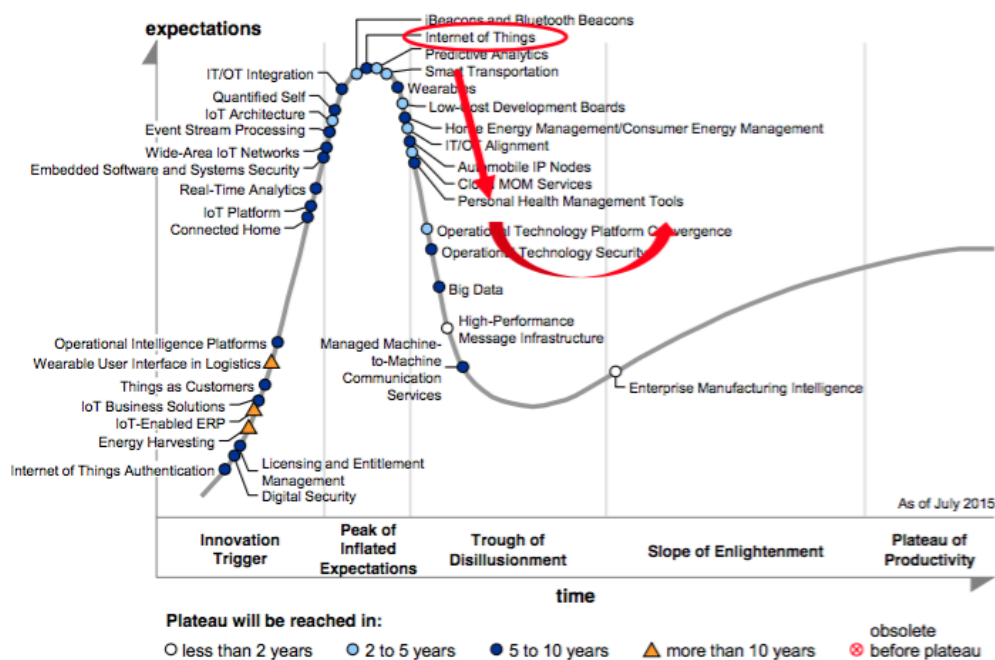 expectations
iBeacons and Bluetooth Beacons
Internet of Things
Predictive Analytics
Smart Transportation
Wearables
Low-Cost Development Boards
Home Energy Management/Consumer Energy Management
IT/OT Alignment
Automobile IP Nodes
Cloud MOM Services
Personal Health Management Tools
IT/OT Integration
Quantified Self
IoT Architecture
Event Stream Processing
Wide-Area IoT Networks
Embedded Software and Systems Security
Real-Time Analytics
IoT Platform
Connected Home
Operational Technology Platform Convergence
Operational Technology Security
Big Data
High-Performance
Message Infrastructure
Managed Machine-
to-Machine
Communication
Services
Enterprise Manufacturing Intelligence
Operational Intelligence Platforms
Wearable User Interface in Logistics
Things as Customers
IoT Business Solutions
IoT-Enabled ERP
Energy Harvesting
Internet of Things Authentication
Licensing and Entitlement
Management
Digital Security
As of July 2015
Innovation
Trigger
Peak of
Inflated
Expectations
Trough of
Disillusionment
Slope of Enlightenment
Plateau of
Productivity
time
Plateau will be reached in:
less than 2 years
2 to 5 years
5 to 10 years
more than 10 years
obsolete
before plateau